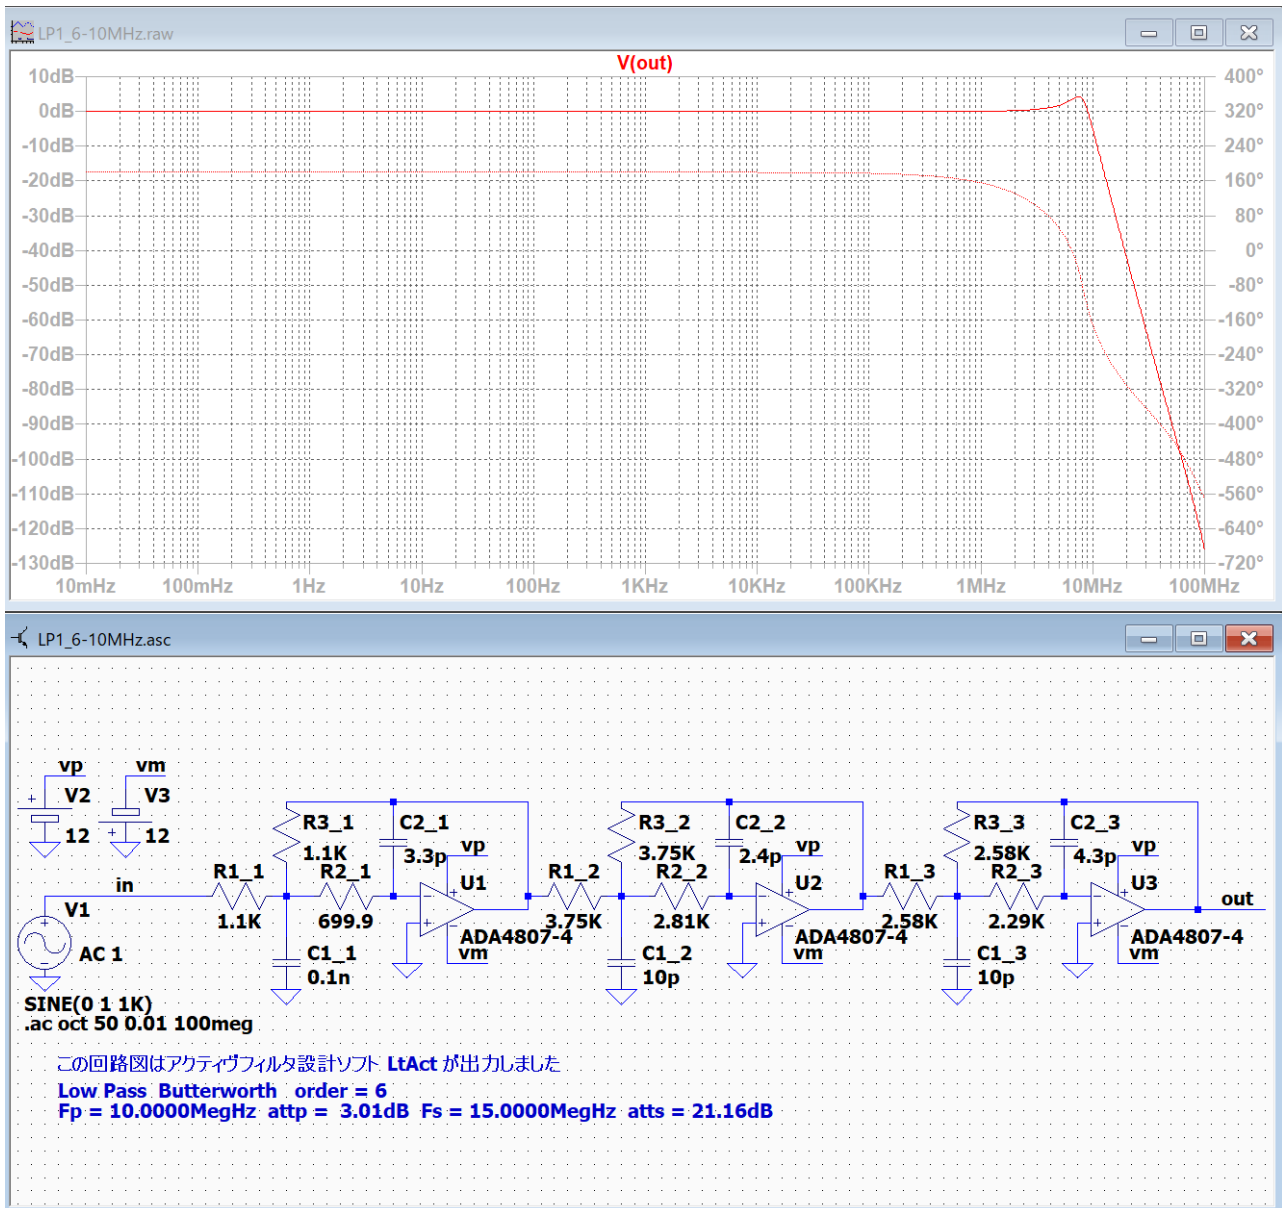 LP1_6-10MHz.raw
V(out)
10dB
0dB
-10dB
-20dB
-30dB
-40dB
-50dB
-60dB
-70dB
-80dB
-90dB
-100dB
-110dB
-120dB
-130dB
400°
320°
240°
160°
80°
0°
-80°
-160°
-240°
-320°
-400°
-480°
-560°
-640°
-720°
10mHz 100mHz 1Hz 10Hz 100Hz 1KHz 10KHz 100KHz 1MHz 10MHz 100MHz
LP1_6-10MHz.asc
vp vm
V2 V3
12 12
in
V1
AC 1
SINE(0 1 1K)
.ac oct 50 0.01 100meg
R1_1
1.1K
R3_1
1.1K
R2_1
699.9
C2_1
3.3p
C1_1
0.1n
vp
U1
ADA4807-4
vm
R1_2
3.75K
R3_2
3.75K
R2_2
2.81K
C2_2
2.4p
C1_2
10p
vp
U2
ADA4807-4
vm
R1_3
2.58K
R3_3
2.58K
R2_3
2.29K
C2_3
4.3p
C1_3
10p
vp
U3
ADA4807-4
vm
out
この回路図はアクティヴフィルタ設計ソフト LtAct が出力しました
Low Pass Butterworth order = 6
Fp = 10.0000MegHz attp = 3.01dB Fs = 15.0000MegHz atts = 21.16dB